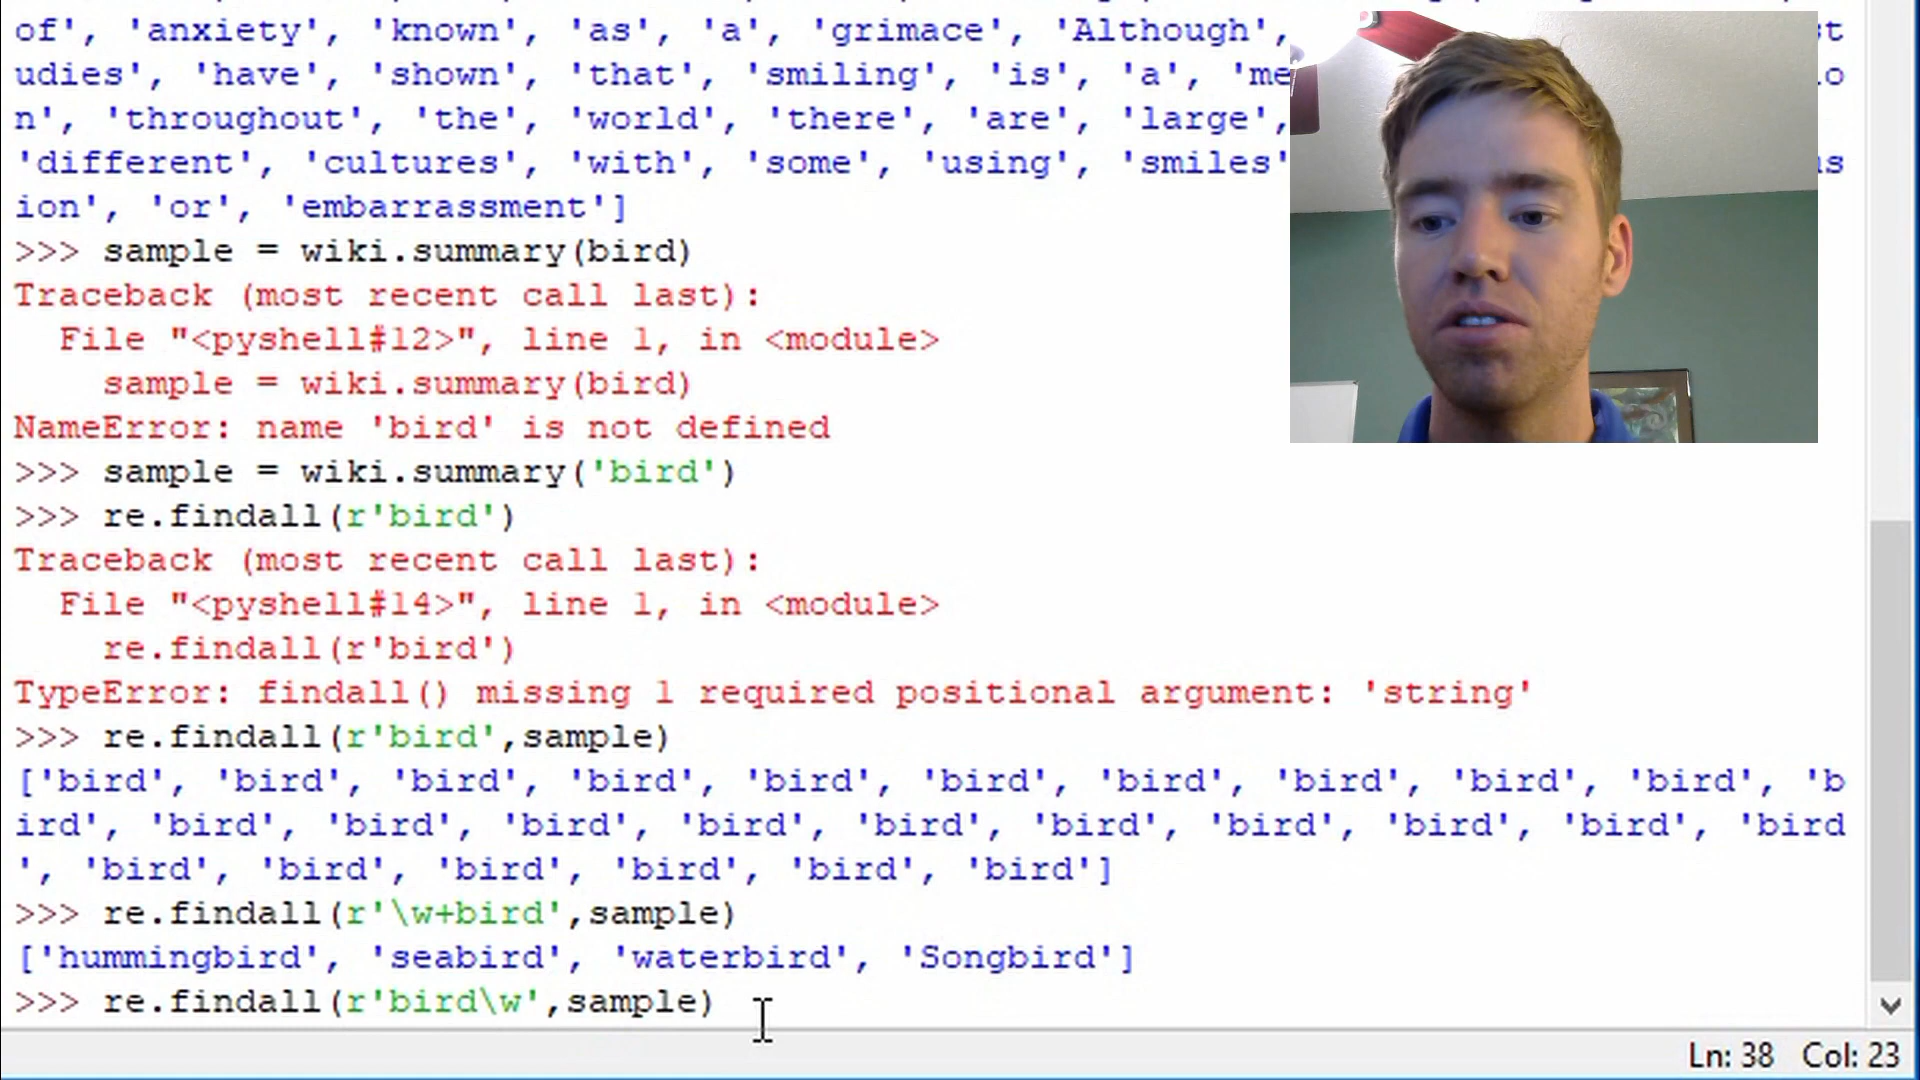 of', 'anxiety', 'known', 'as', 'a', 'grimace', 'Although', st
udies', 'have', 'shown', 'that', 'smiling', 'is', 'a', 'me io
n', 'throughout', 'the', 'world', 'there', 'are', 'large',
'different', 'cultures', 'with', 'some', 'using', 'smiles' us
ion', 'or', 'embarrassment']
>>> sample = wiki.summary(bird)
Traceback (most recent call last):
  File "<pyshell#12>", line 1, in <module>
    sample = wiki.summary(bird)
NameError: name 'bird' is not defined
>>> sample = wiki.summary('bird')
>>> re.findall(r'bird')
Traceback (most recent call last):
  File "<pyshell#14>", line 1, in <module>
    re.findall(r'bird')
TypeError: findall() missing 1 required positional argument: 'string'
>>> re.findall(r'bird',sample)
['bird', 'bird', 'bird', 'bird', 'bird', 'bird', 'bird', 'bird', 'bird', 'bird', 'b
ird', 'bird', 'bird', 'bird', 'bird', 'bird', 'bird', 'bird', 'bird', 'bird', 'bird
', 'bird', 'bird', 'bird', 'bird', 'bird', 'bird']
>>> re.findall(r'\w+bird',sample)
['hummingbird', 'seabird', 'waterbird', 'Songbird']
>>> re.findall(r'bird\w',sample)
Ln: 38 Col: 23